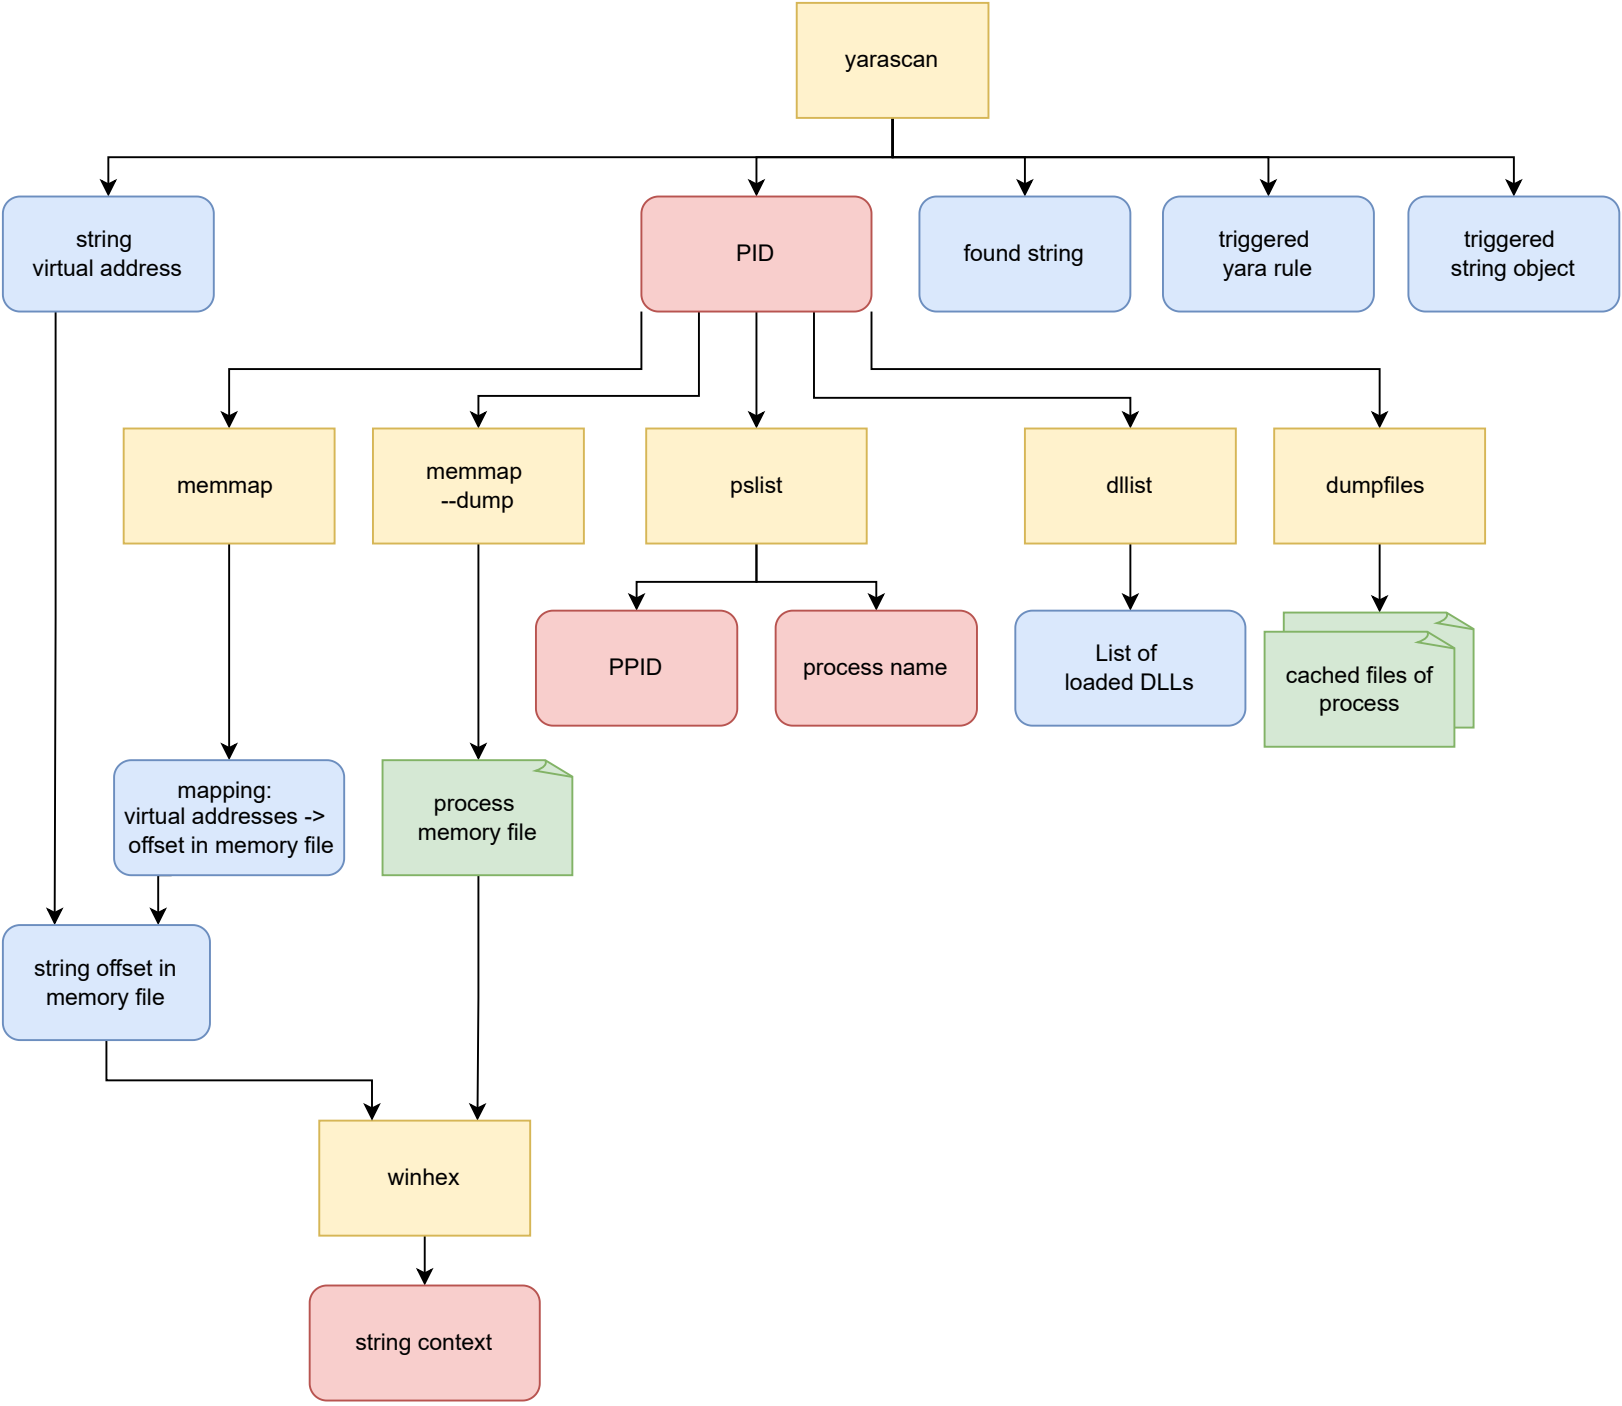 yarascan
string
virtual address
PID
found string
triggered
yara rule
triggered
string object
memmap
memmap
--dump
pslist
dllist
dumpfiles
PPID
process name
List of
loaded DLLs
cached files of
process
mapping:
virtual addresses ->
offset in memory file
process
memory file
string offset in
memory file
winhex
string context